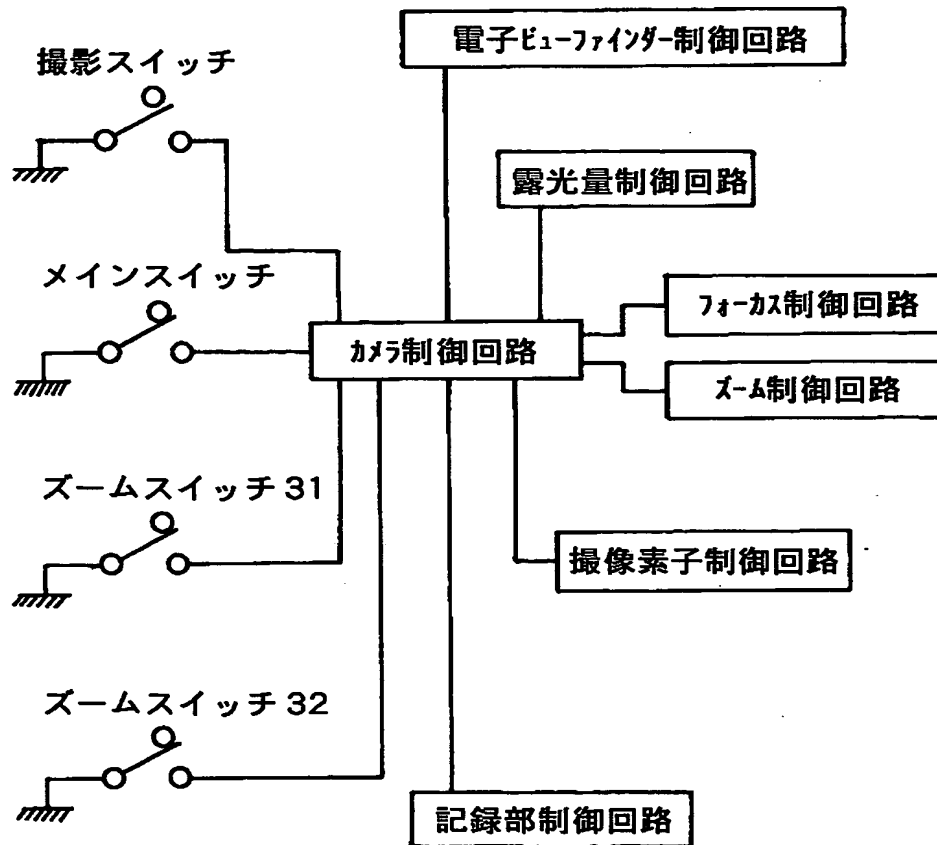 電子ビューファインダー制御回路
撮影スイッチ
露光量制御回路
メインスイッチ
フォーカス制御回路
カメラ制御回路
ズーム制御回路
ズームスイッチ31
撮像素子制御回路
ズームスイッチ32
記録部制御回路